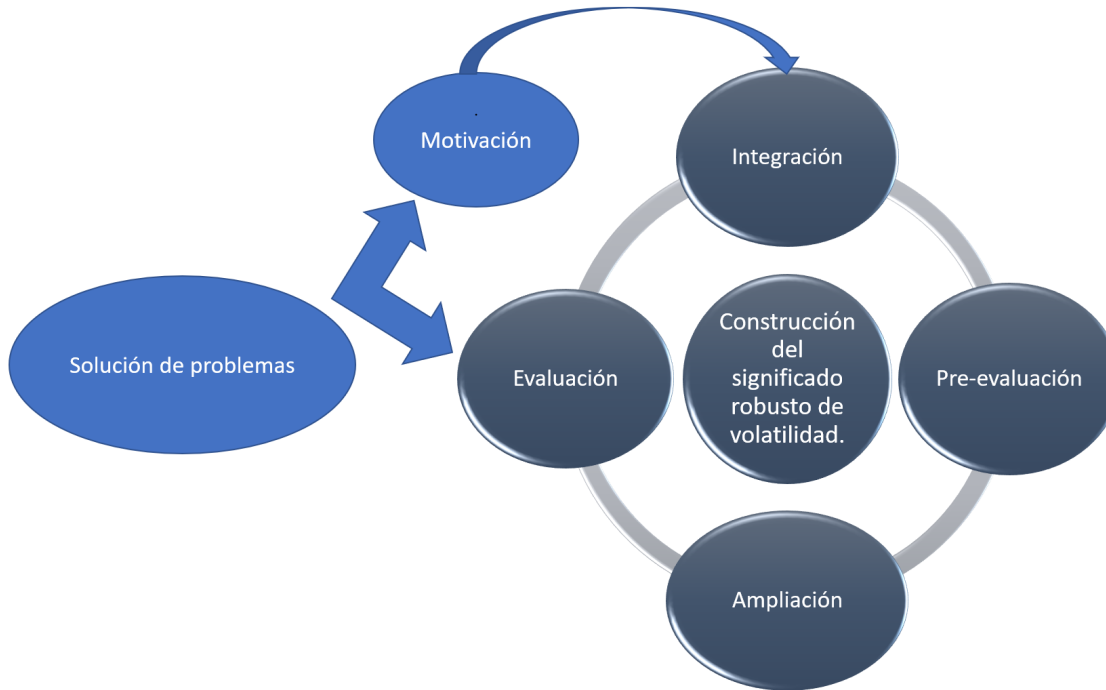 Motivación
Integración
Solución de problemas
Evaluación
Construcción
del
significado
robusto de
volatilidad.
Pre-evaluación
Ampliación